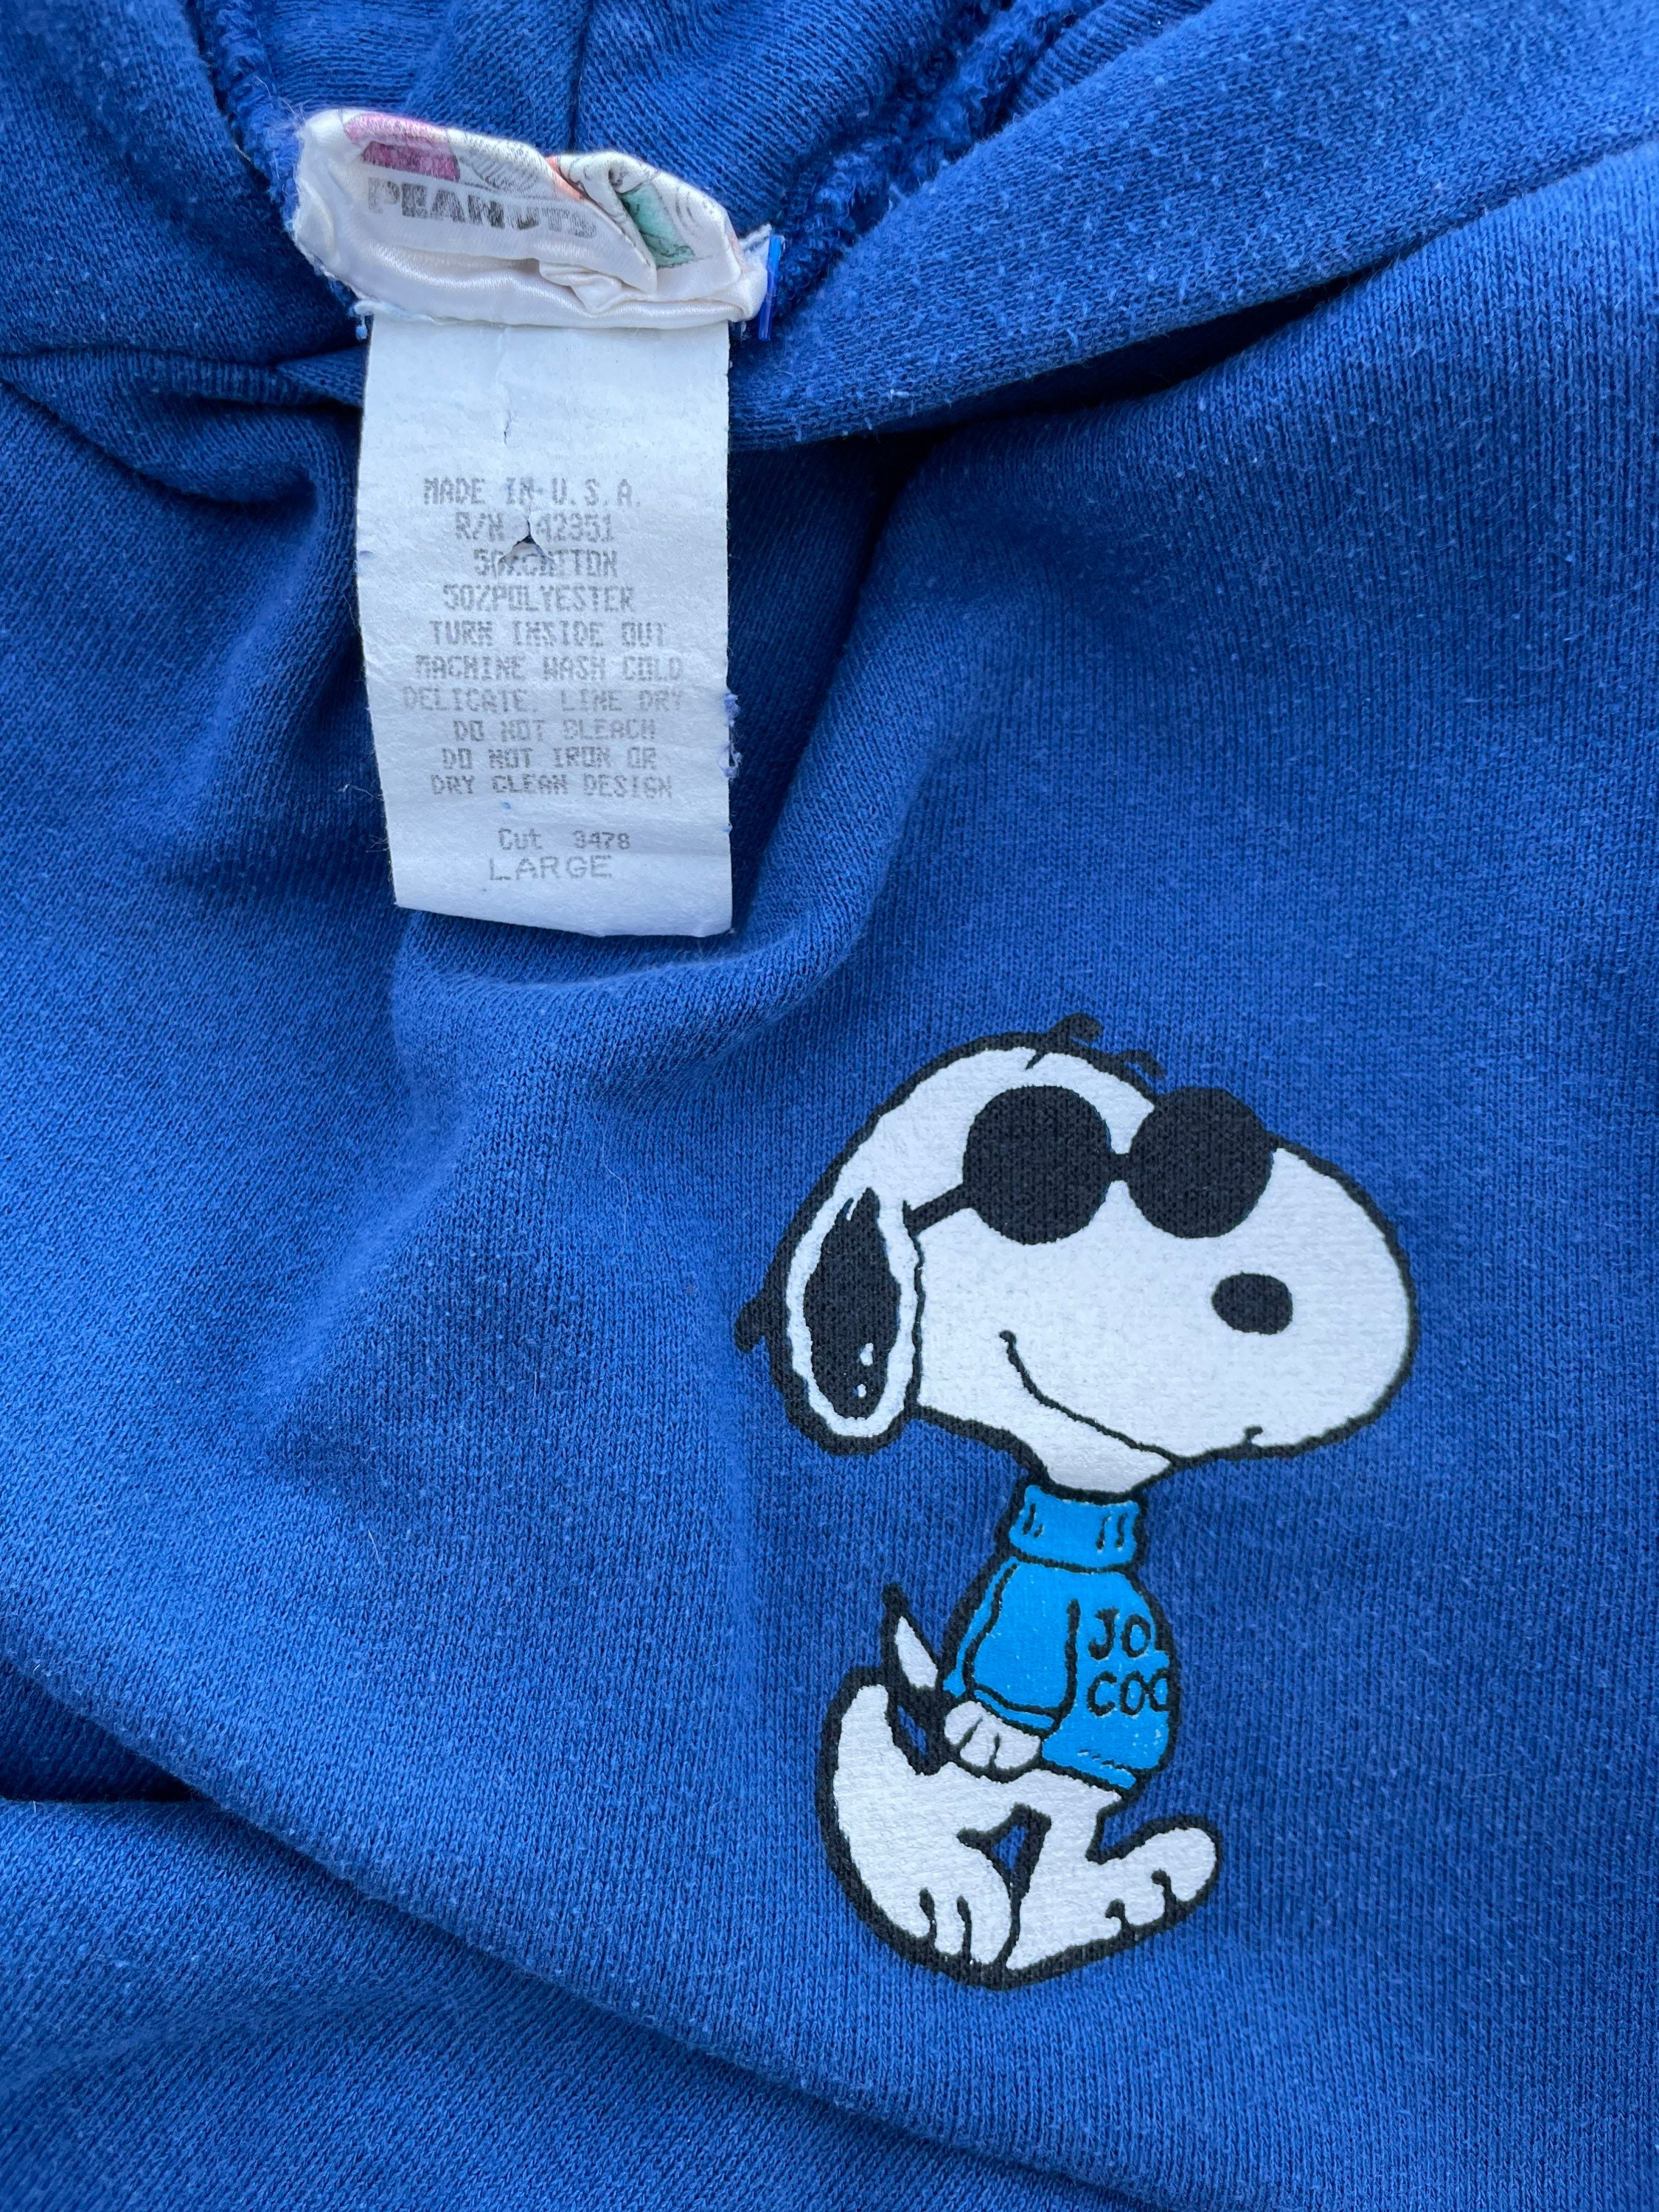 PEANUTS
MADE IN U.S.A.
R/N 42351
50%COTTON
50%POLYESTER
TURN INSIDE OUT
MACHINE WASH COLD
DELICATE. LINE DRY
DO NOT BLEACH
DO NOT IRON OR
DRY CLEAN DESIGN
Cut 3478
LARGE
JO
COO